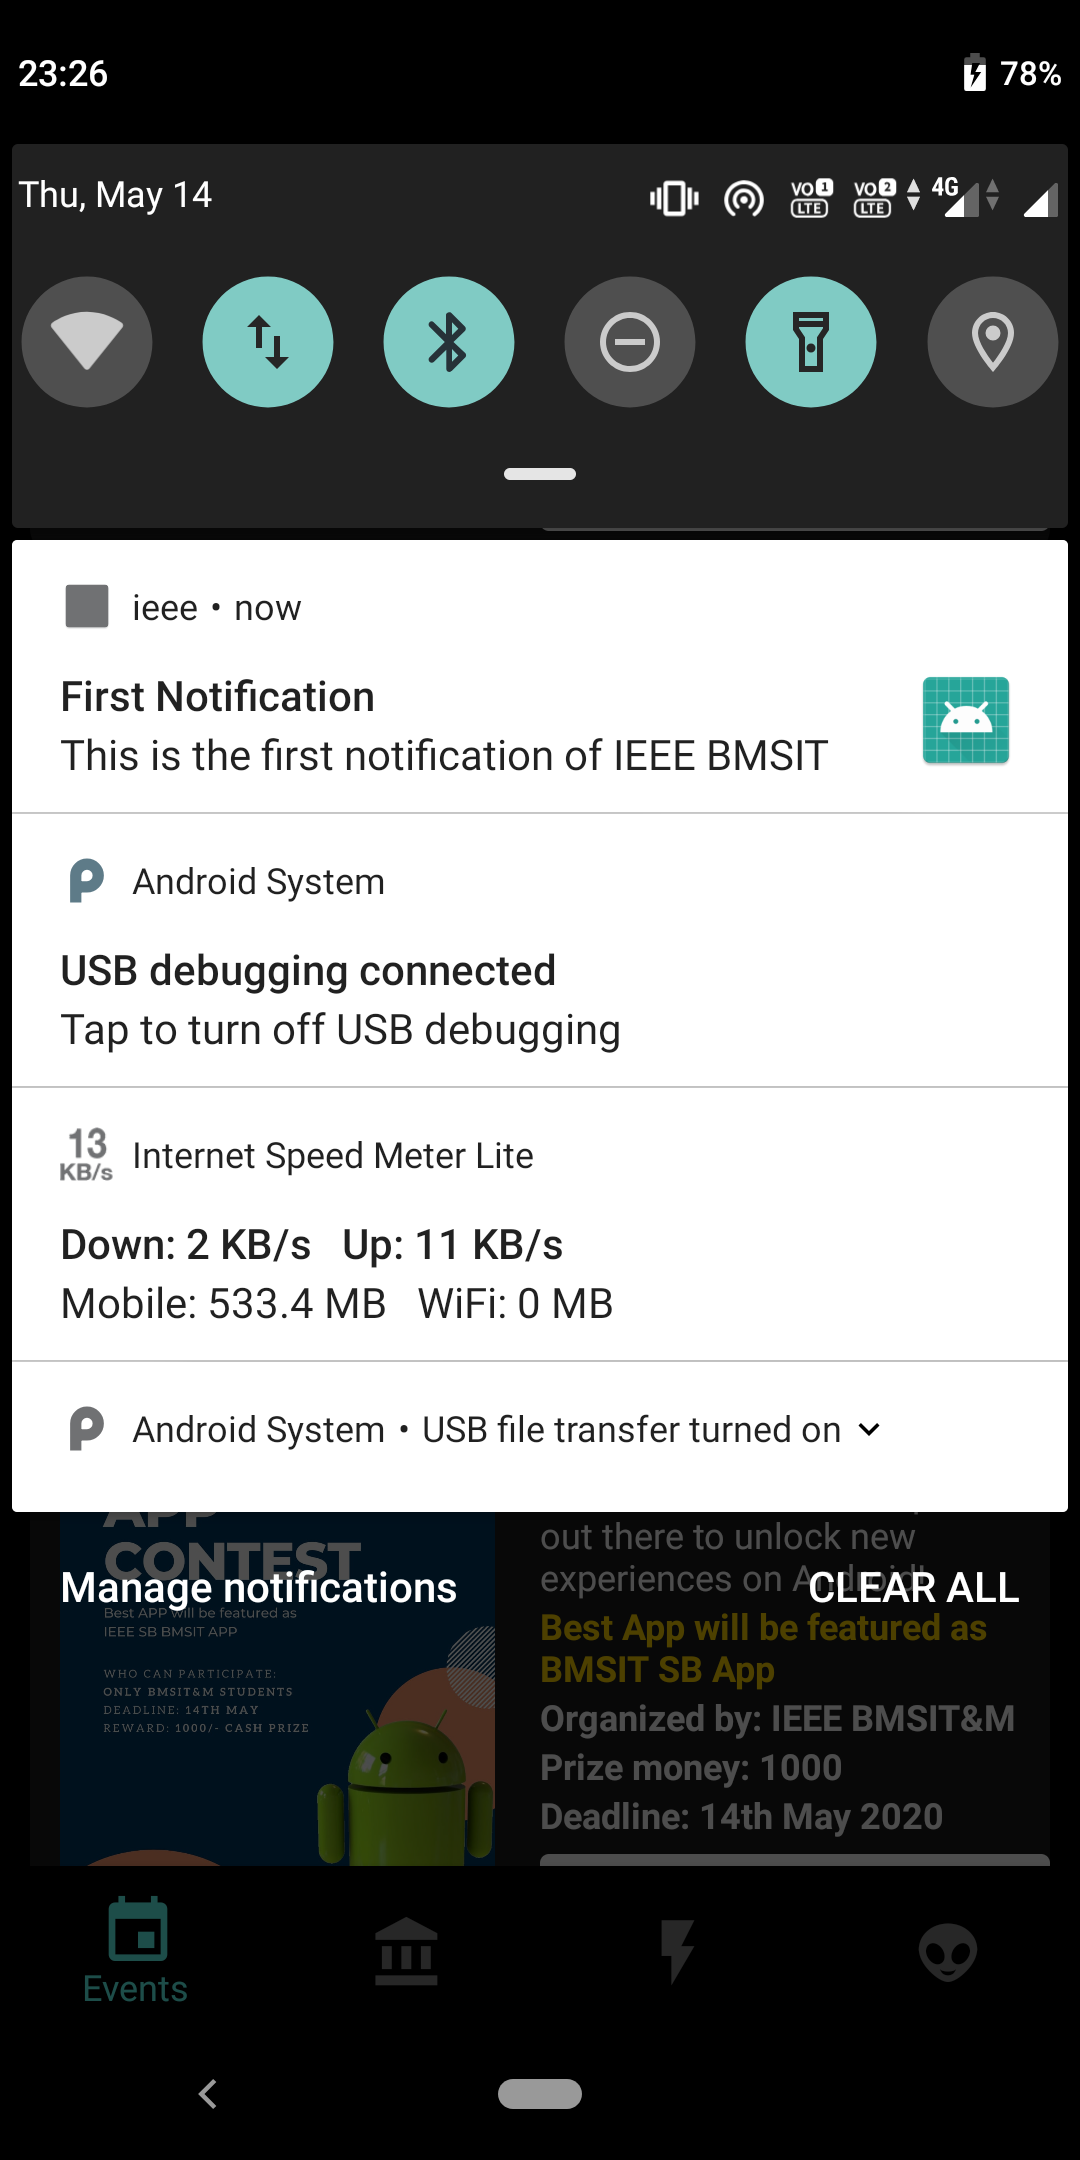 23:26
78%
Thu, May 14
VO 1 LTE
VO 2 LTE
4G
ieee • now
First Notification
This is the first notification of IEEE BMSIT
Android System
USB debugging connected
Tap to turn off USB debugging
13 KB/s
Internet Speed Meter Lite
Down: 2 KB/s Up: 11 KB/s
Mobile: 533.4 MB WiFi: 0 MB
Android System • USB file transfer turned on
APP
CONTEST
Best APP will be featured as
IEEE SB BMSIT APP
WHO CAN PARTICIPATE:
ONLY BMSIT&M STUDENTS
DEADLINE: 14TH MAY
REWARD: 1000/- CASH PRIZE
Manage notifications
CLEAR ALL
out there to unlock new
experiences on Android!
Best App will be featured as
BMSIT SB App
Organized by: IEEE BMSIT&M
Prize money: 1000
Deadline: 14th May 2020
Events